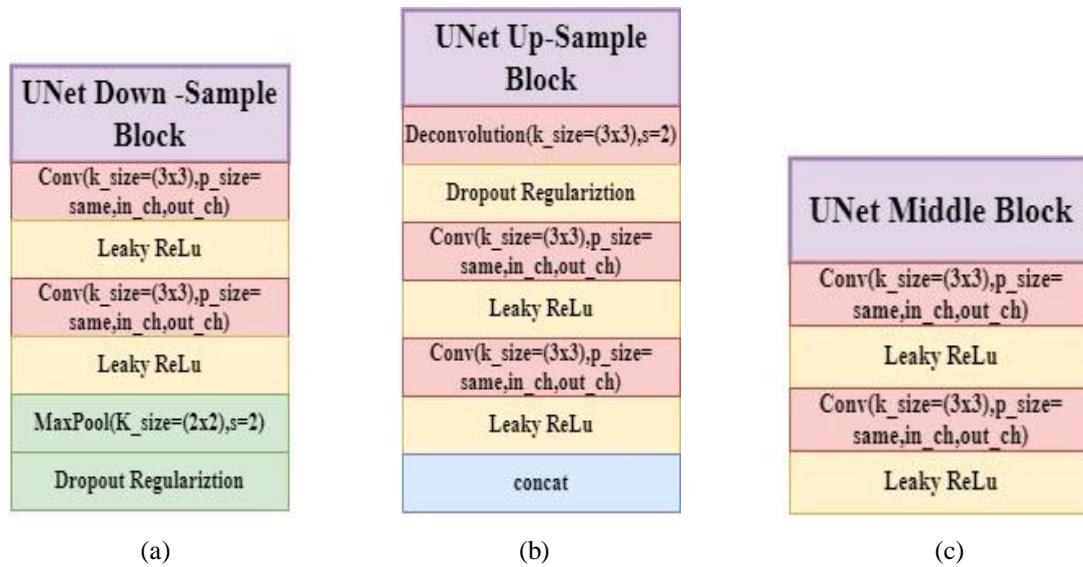 UNet Down -Sample
Block
Conv(k_size=(3x3),p_size=
same,in_ch,out_ch)
Leaky ReLu
Conv(k_size=(3x3),p_size=
same,in_ch,out_ch)
Leaky ReLu
MaxPool(K_size=(2x2),s=2)
Dropout Regulariztion
(a)
UNet Up-Sample
Block
Deconvolution(k_size=(3x3),s=2)
Dropout Regulariztion
Conv(k_size=(3x3),p_size=
same,in_ch,out_ch)
Leaky ReLu
Conv(k_size=(3x3),p_size=
same,in_ch,out_ch)
Leaky ReLu
concat
(b)
UNet Middle Block
Conv(k_size=(3x3),p_size=
same,in_ch,out_ch)
Leaky ReLu
Conv(k_size=(3x3),p_size=
same,in_ch,out_ch)
Leaky ReLu
(c)